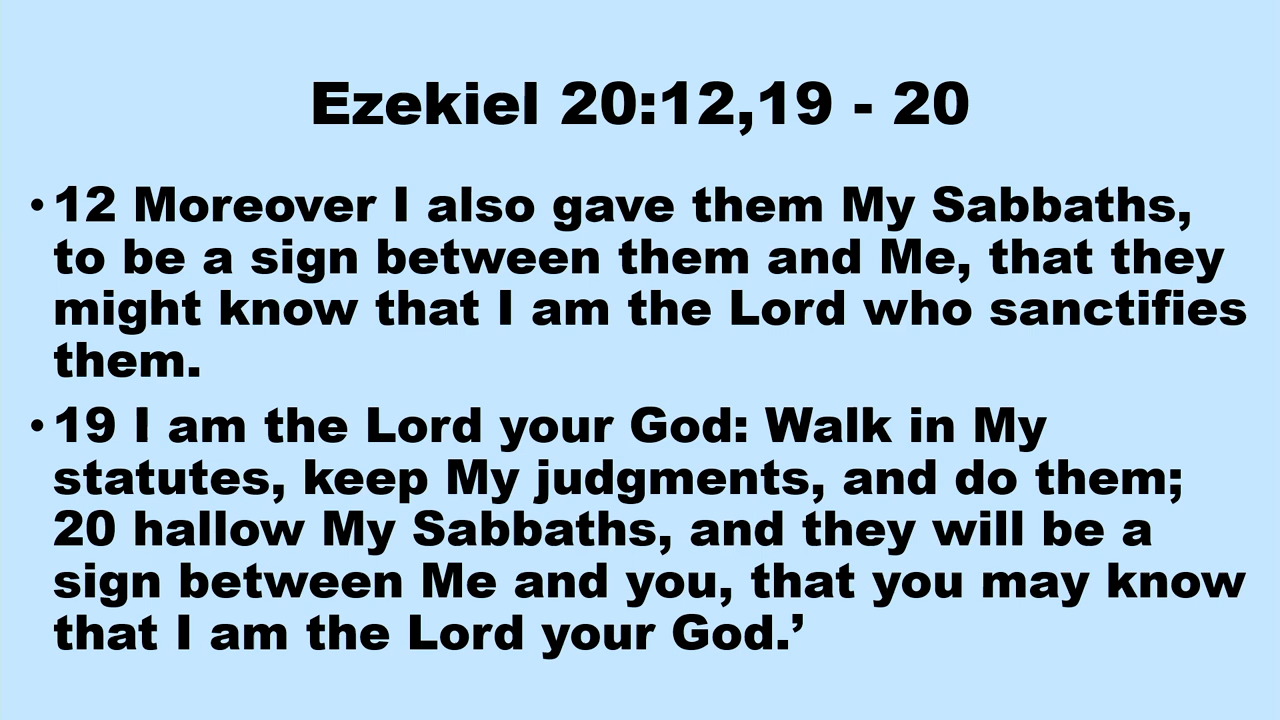 Ezekiel 20:12,19 - 20
• 12 Moreover I also gave them My Sabbaths,
to be a sign between them and Me, that they
might know that I am the Lord who sanctifies
them.
• 19 I am the Lord your God: Walk in My
statutes, keep My judgments, and do them;
20 hallow My Sabbaths, and they will be a
sign between Me and you, that you may know
that I am the Lord your God.’